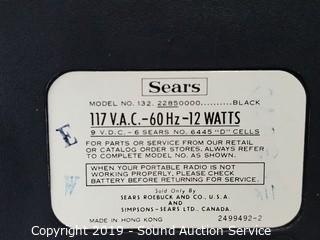 Sears
MODEL NO. 132. 22850000..........BLACK
117 V.A.C.-60 Hz-12 WATTS
9 V.D.C.- 6 SEARS NO. 6445 "D" CELLS
FOR PARTS OR SERVICE FROM OUR RETAIL
OR CATALOG ORDER STORES. ALWAYS REFER
TO COMPLETE MODEL NO. AS SHOWN.
WHEN YOUR PORTABLE RADIO IS NOT
WORKING PROPERLY, PLEASE CHECK
BATTERY BEFORE RETURNING FOR SERVICE.
Sold Only By
SEARS ROEBUCK AND CO., U.S.A.
AND
SIMPSONS-SEARS LTD., CANADA.
MADE IN HONG KONG 2499492-2
E
W
Copyright 2019 - Sierra Auction